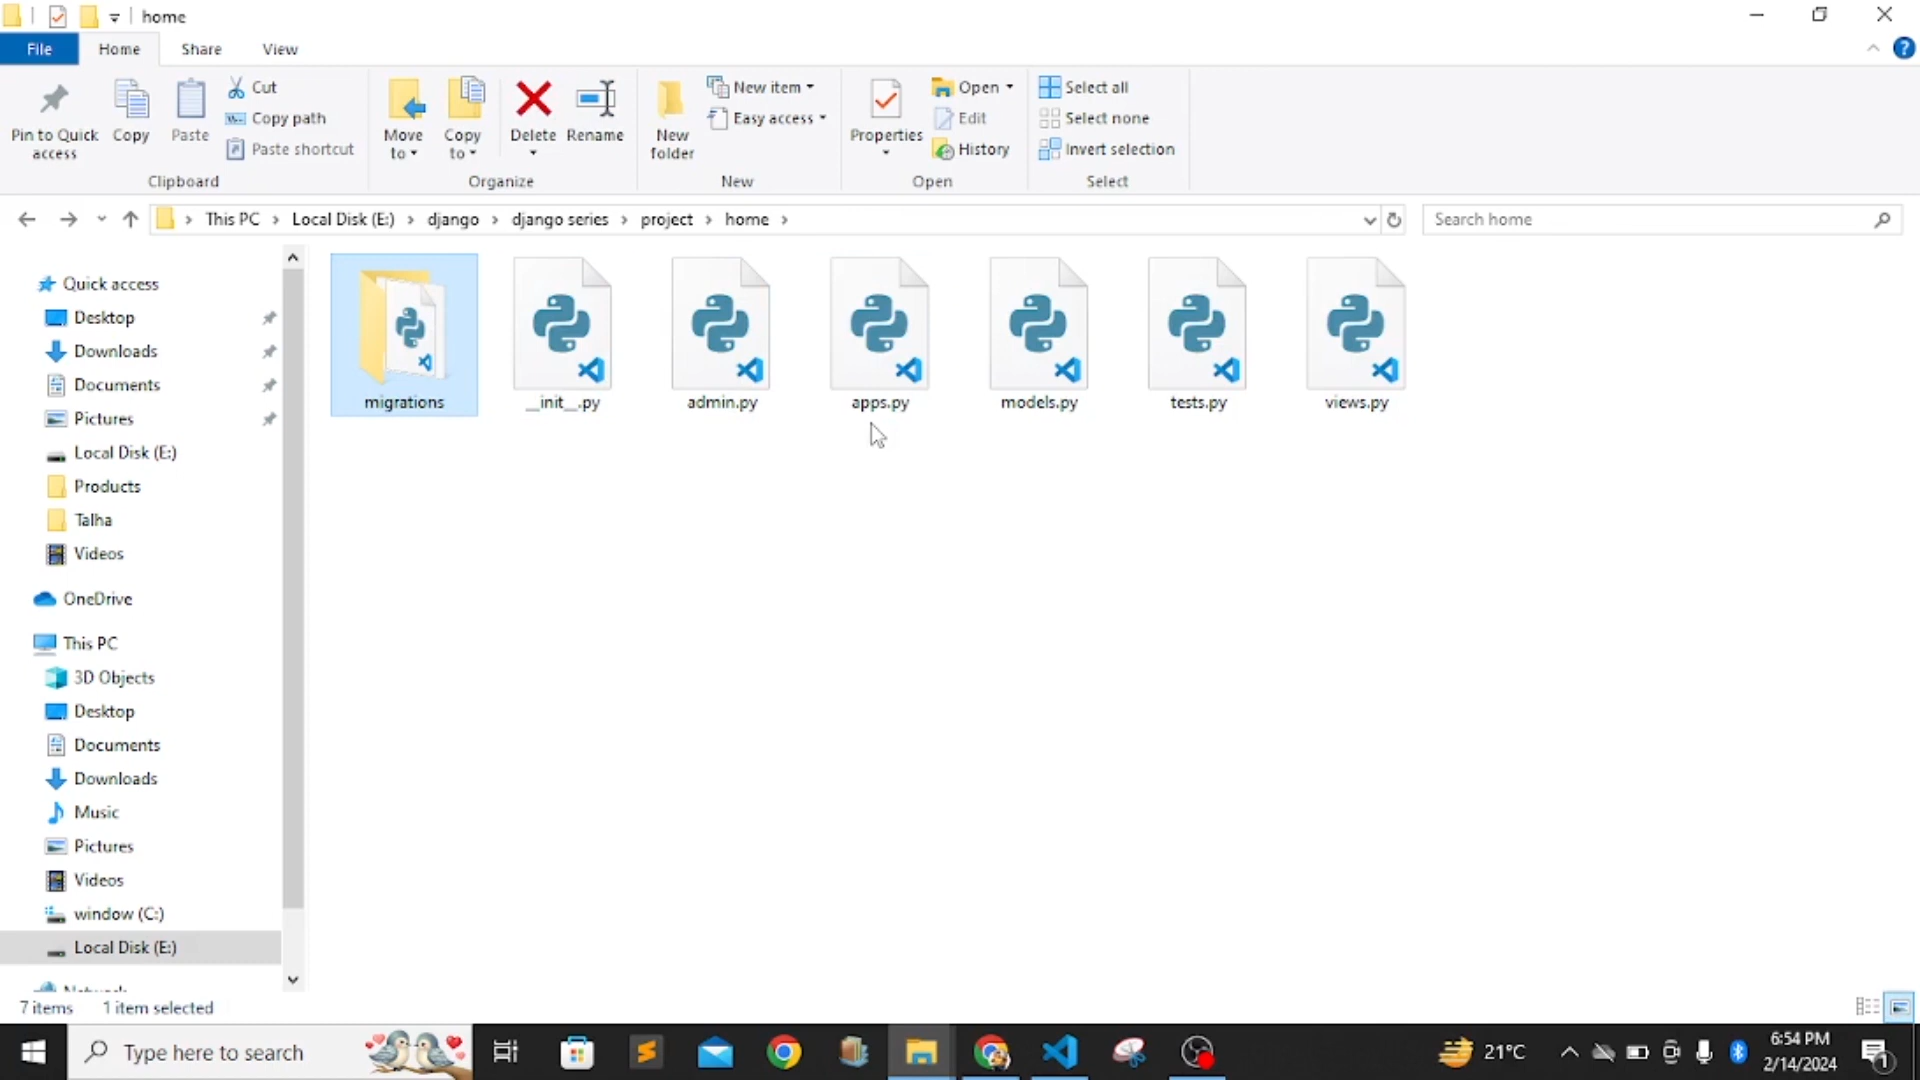 home
File Home Share View
Pin to Quick access
Copy
Paste
Cut
Copy path
Paste shortcut
Clipboard
Move to
Copy to
Delete
Rename
Organize
New folder
New item
Easy access
New
Properties
Open
Edit
History
Open
Select all
Select none
Invert selection
Select
This PC Local Disk (E:) django django series project home
Search home
Quick access
Desktop
Downloads
Documents
Pictures
Local Disk (E:)
Products
Talha
Videos
OneDrive
This PC
3D Objects
Desktop
Documents
Downloads
Music
Pictures
Videos
window (C:)
Local Disk (E:)
Network
migrations __init__.py admin.py apps.py models.py tests.py views.py
7 items 1 item selected
Type here to search
21°C
6:54 PM
2/14/2024
1